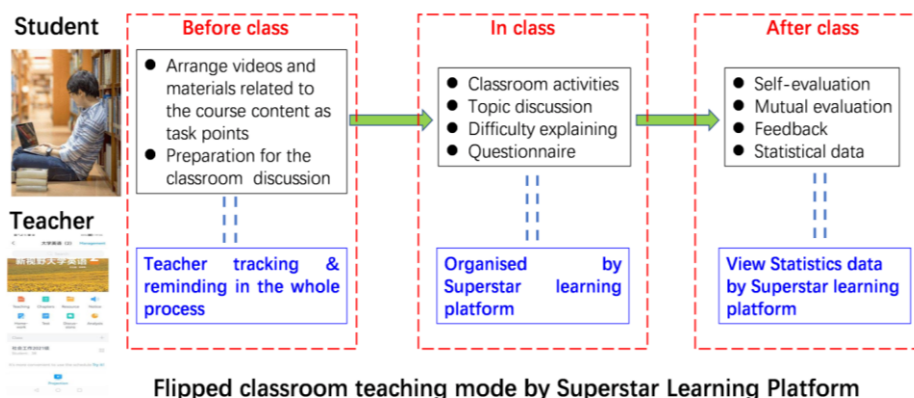 Student
Before class
In class
After class
● Arrange videos and
materials related to
the course content as
task points
● Preparation for the
classroom discussion
● Classroom activities
● Topic discussion
● Difficulty explaining
● Questionnaire
● Self-evaluation
● Mutual evaluation
● Feedback
● Statistical data
Teacher
Management
Teacher tracking &
reminding in the whole
process
Organised by
Superstar learning
platform
View Statistics data
by Superstar learning
platform
Flipped classroom teaching mode by Superstar Learning Platform